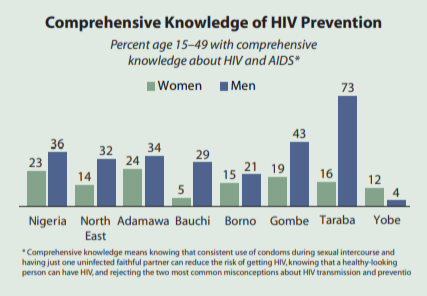 Comprehensive Knowledge of HIV Prevention
Percent age 15–49 with comprehensive
knowledge about HIV and AIDS*
Women Men
23 36 14 32 24 34 5 29 15 21 19 43 16 73 12 4
Nigeria North East Adamawa Bauchi Borno Gombe Taraba Yobe
* Comprehensive knowledge means knowing that consistent use of condoms during sexual intercourse and
having just one uninfected faithful partner can reduce the risk of getting HIV, knowing that a healthy-looking
person can have HIV, and rejecting the two most common misconceptions about HIV transmission and preventio